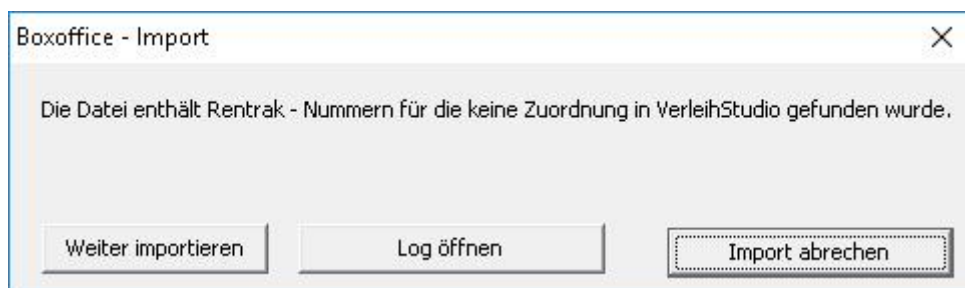 Boxoffice - Import
Die Datei enthält Rentrak - Nummern für die keine Zuordnung in VerleihStudio gefunden wurde.
Weiter importieren
Log öffnen
Import abrechen